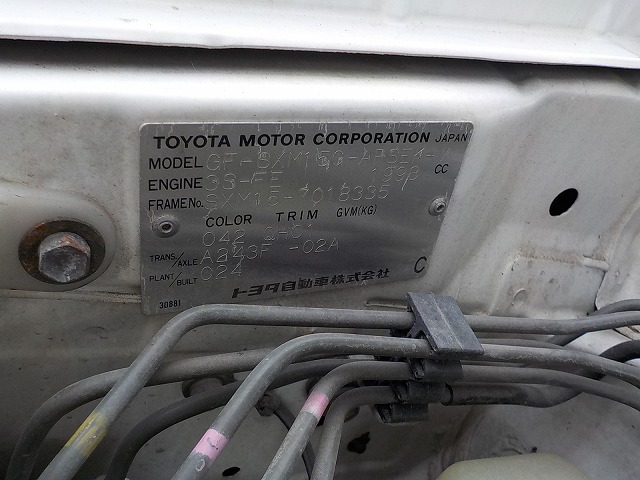 TOYOTA MOTOR CORPORATION JAPAN
MODEL GF-SXM15G-APSEK
ENGINE 3S-FE 1998 CC
FRAME No. SXM15-7018335
COLOR TRIM GVM(KG)
042
TRANS./AXLE A243F -02A
PLANT/BUILT 024
トヨタ自動車株式会社 C
30881